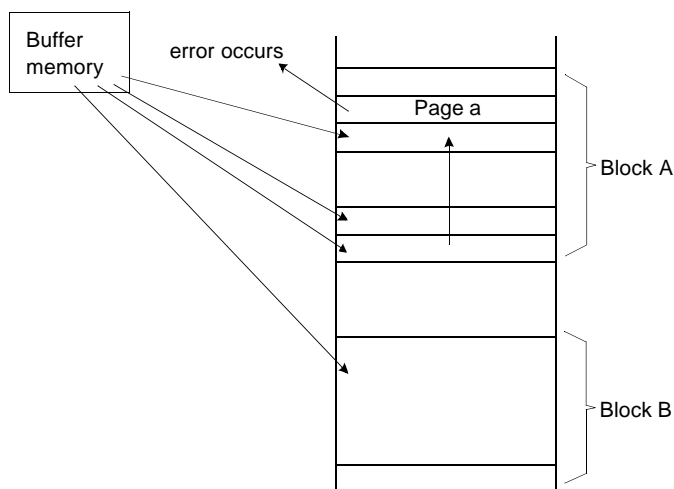 Buffer
memory
error occurs
Page a
Block A
Block B